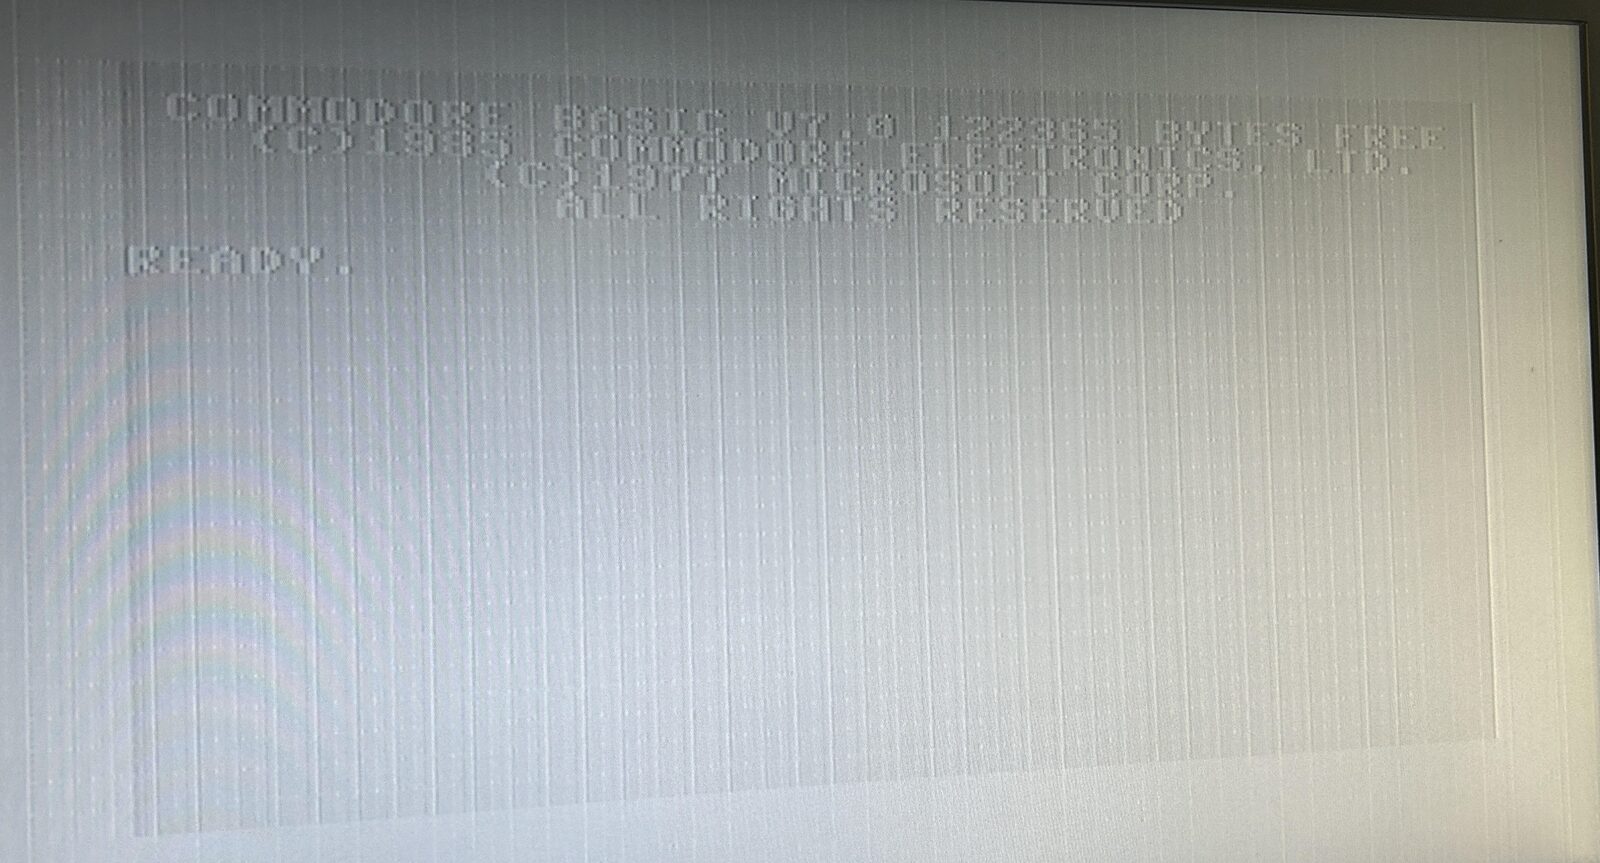 COMMODORE BASIC V7.0 122365 BYTES FREE
(C)1985 COMMODORE ELECTRONICS, LTD.
(C)1977 MICROSOFT CORP.
ALL RIGHTS RESERVED
READY.